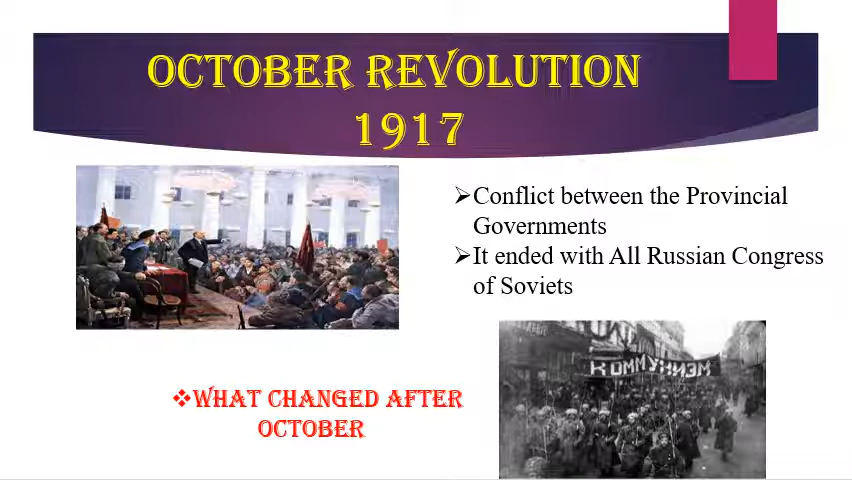 OCTOBER REVOLUTION
1917
➢Conflict between the Provincial
Governments
➢It ended with All Russian Congress
of Soviets
КОММУНИЗМ
❖WHAT CHANGED AFTER
OCTOBER